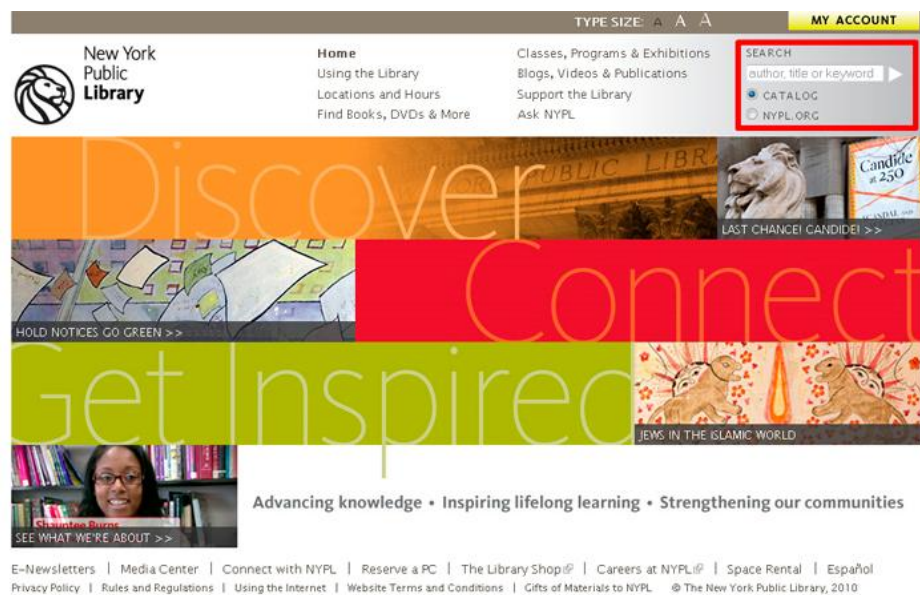 TYPE SIZE: A A A
MY ACCOUNT
New York
Public
Library
Home
Using the Library
Locations and Hours
Find Books, DVDs & More
Classes, Programs & Exhibitions
Blogs, Videos & Publications
Support the Library
Ask NYPL
SEARCH
author, title or keyword
CATALOG
NYPL.ORG
Discover
PUBLIC LIBR
Candide
at 250
LAST CHANCE! CANDIDE! >>
Connect
HOLD NOTICES GO GREEN >>
Get Inspired
JEWS IN THE ISLAMIC WORLD
Shauntee Burns
SEE WHAT WE'RE ABOUT >>
Advancing knowledge • Inspiring lifelong learning • Strengthening our communities
E-Newsletters | Media Center | Connect with NYPL | Reserve a PC | The Library Shop | Careers at NYPL | Space Rental | Español
Privacy Policy | Rules and Regulations | Using the Internet | Website Terms and Conditions | Gifts of Materials to NYPL © The New York Public Library, 2010